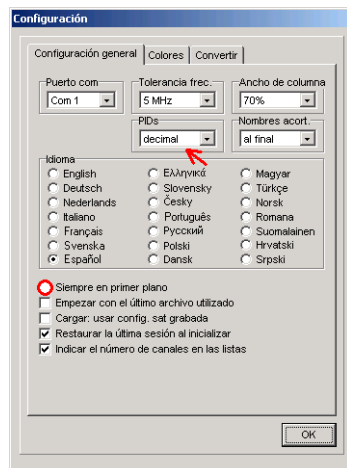 Configuración
Configuración general Colores Convertir
Puerto com Tolerancia frec. Ancho de columna
Com 1 5 MHz 70%
PIDs Nombres acort.
decimal al final
Idioma
English Ελληνικά Magyar
Deutsch Slovensky Türkçe
Nederlands Česky Norsk
Italiano Português Romana
Français Русский Suomalainen
Svenska Polski Hrvatski
Español Dansk Srpski
Siempre en primer plano
Empezar con el último archivo utilizado
Cargar: usar config. sat grabada
Restaurar la última sesión al inicializar
Indicar el número de canales en las listas
OK